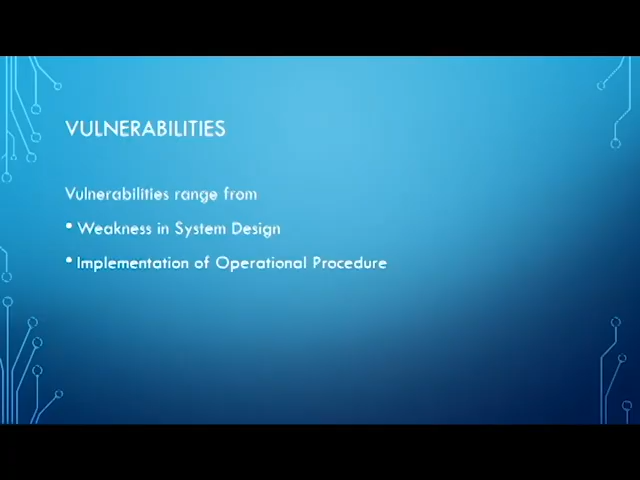 VULNERABILITIES
Vulnerabilities range from
• Weakness in System Design
• Implementation of Operational Procedure